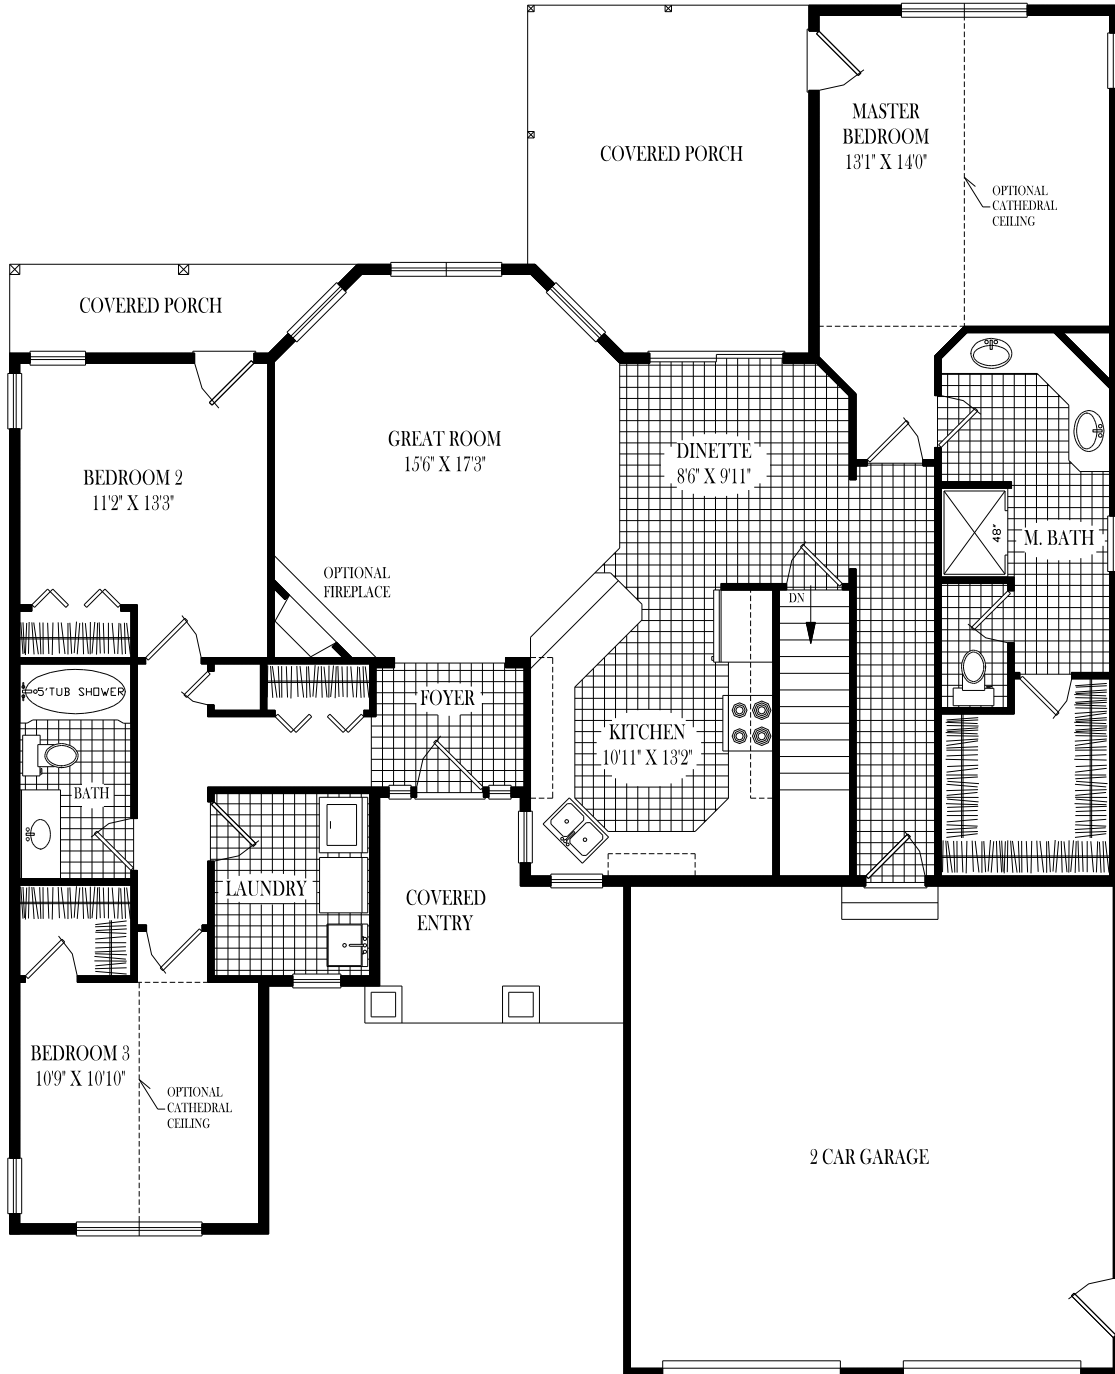 MASTER
BEDROOM
13'1" X 14'0"
COVERED PORCH
OPTIONAL
CATHEDRAL
CEILING
COVERED PORCH
GREAT ROOM
15'6" X 17'3"
DINETTE
8'6" X 9'11"
BEDROOM 2
11'2" X 13'3"
48"
M. BATH
OPTIONAL
FIREPLACE
DN
5'TUB SHOWER
FOYER
KITCHEN
10'11" X 13'2"
BATH
LAUNDRY
COVERED
ENTRY
BEDROOM 3
10'9" X 10'10"
OPTIONAL
CATHEDRAL
CEILING
2 CAR GARAGE